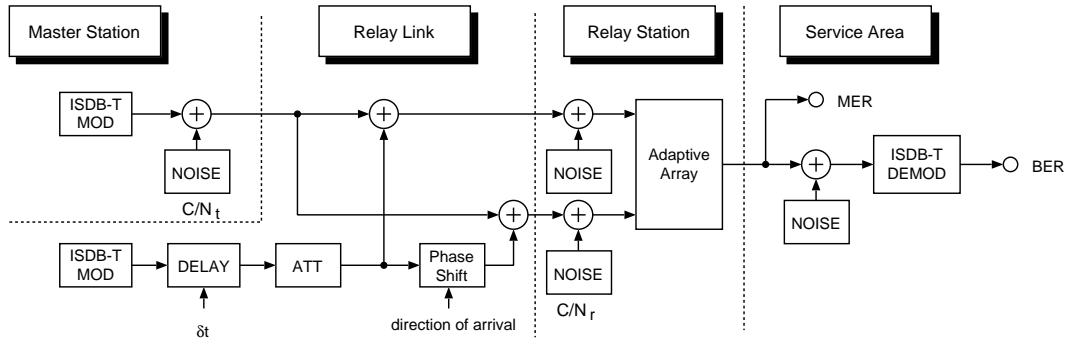 Master Station
Relay Link
Relay Station
Service Area
ISDB-T
MOD
NOISE
C/N t
ISDB-T
MOD
DELAY
δt
ATT
Phase
Shift
direction of arrival
NOISE
NOISE
C/N r
Adaptive
Array
MER
NOISE
ISDB-T
DEMOD
BER